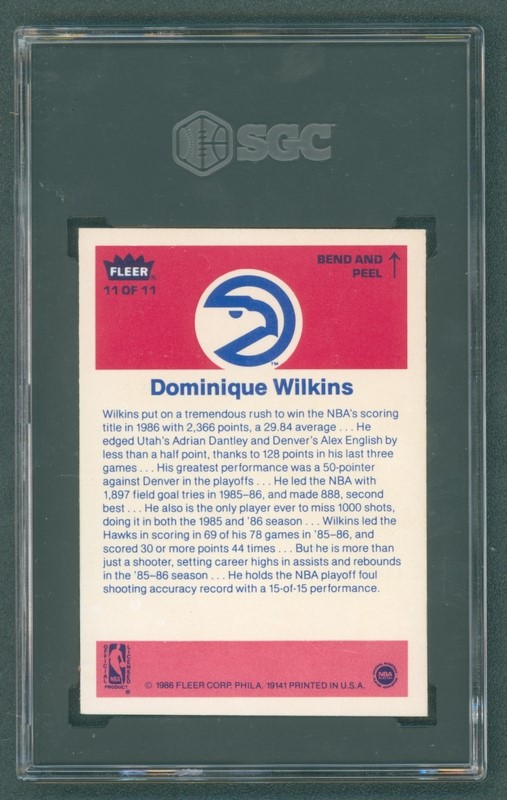 SGC
FLEER
11 OF 11
BEND AND
PEEL
TM
Dominique Wilkins
Wilkins put on a tremendous rush to win the NBA's scoring
title in 1986 with 2,366 points, a 29.84 average . . . He
edged Utah's Adrian Dantley and Denver's Alex English by
less than a half point, thanks to 128 points in his last three
games . . . His greatest performance was a 50-pointer
against Denver in the playoffs . . . He led the NBA with
1,897 field goal tries in 1985–86, and made 888, second
best . . . He also is the only player ever to miss 1000 shots,
doing it in both the 1985 and '86 season . . . Wilkins led the
Hawks in scoring in 69 of his 78 games in '85–86, and
scored 30 or more points 44 times . . . But he is more than
just a shooter, setting career highs in assists and rebounds
in the '85–86 season . . . He holds the NBA playoff foul
shooting accuracy record with a 15-of-15 performance.
OFFICIAL
LICENSED
NBA
PRODUCT
®
© 1986 FLEER CORP. PHILA. 19141 PRINTED IN U.S.A.
NBA